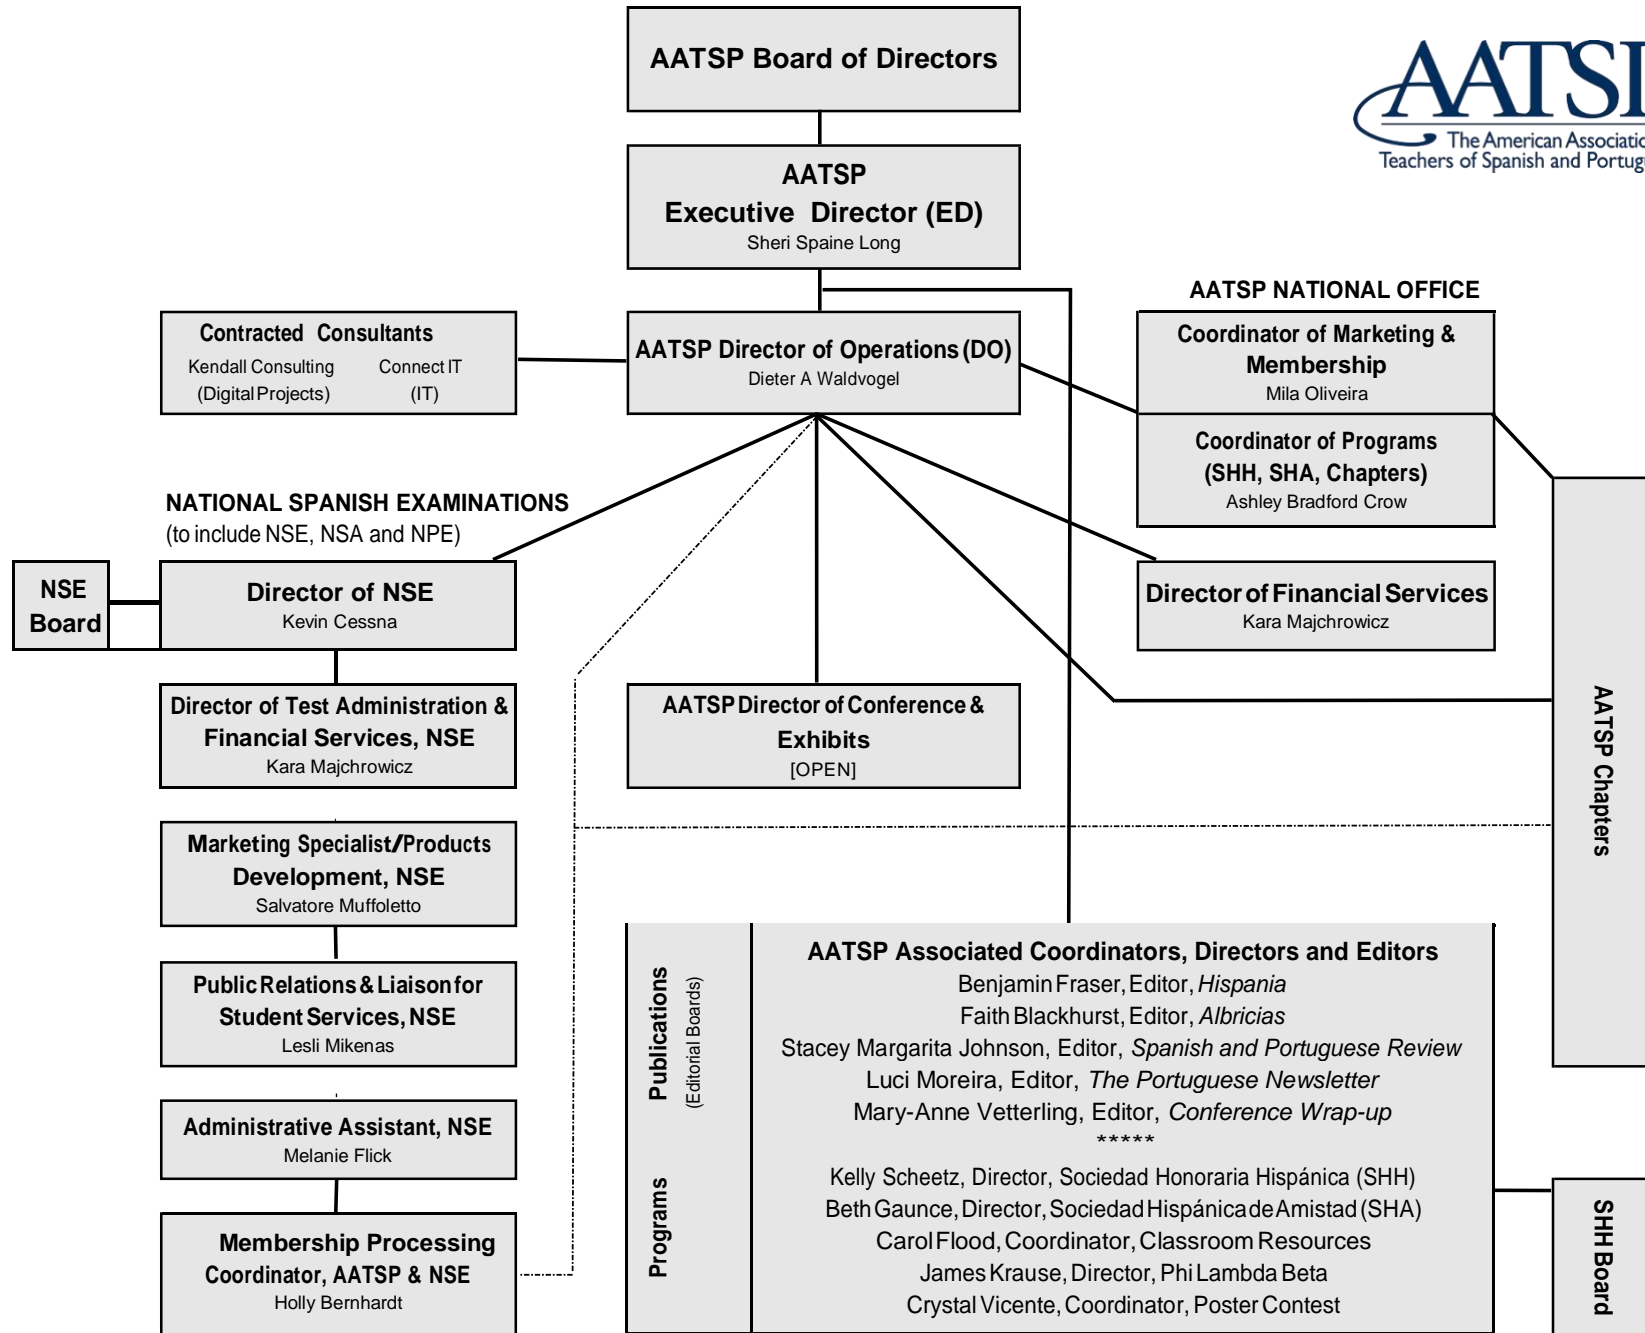 AATSP Board of Directors
AATSP
The American Associatio
Teachers of Spanish and Portug
AATSP
Executive Director (ED)
Sheri Spaine Long
AATSP NATIONAL OFFICE
Contracted Consultants
Kendall Consulting Connect IT
(Digital Projects) (IT)
AATSP Director of Operations (DO)
Dieter A Waldvogel
Coordinator of Marketing &
Membership
Mila Oliveira
Coordinator of Programs
(SHH, SHA, Chapters)
Ashley Bradford Crow
NATIONAL SPANISH EXAMINATIONS
(to include NSE, NSA and NPE)
NSE
Board
Director of NSE
Kevin Cessna
Director of Financial Services
Kara Majchrowicz
Director of Test Administration &
Financial Services, NSE
Kara Majchrowicz
AATSP Director of Conference &
Exhibits
[OPEN]
AATSP Chapters
Marketing Specialist/Products
Development, NSE
Salvatore Muffoletto
Public Relations & Liaison for
Student Services, NSE
Lesli Mikenas
Administrative Assistant, NSE
Melanie Flick
Membership Processing
Coordinator, AATSP & NSE
Holly Bernhardt
Publications
(Editorial Boards)
AATSP Associated Coordinators, Directors and Editors
Benjamin Fraser, Editor, Hispania
Faith Blackhurst, Editor, Albricias
Stacey Margarita Johnson, Editor, Spanish and Portuguese Review
Luci Moreira, Editor, The Portuguese Newsletter
Mary-Anne Vetterling, Editor, Conference Wrap-up
*****
Programs
Kelly Scheetz, Director, Sociedad Honoraria Hispánica (SHH)
Beth Gaunce, Director, Sociedad Hispánica de Amistad (SHA)
Carol Flood, Coordinator, Classroom Resources
James Krause, Director, Phi Lambda Beta
Crystal Vicente, Coordinator, Poster Contest
SHH Board